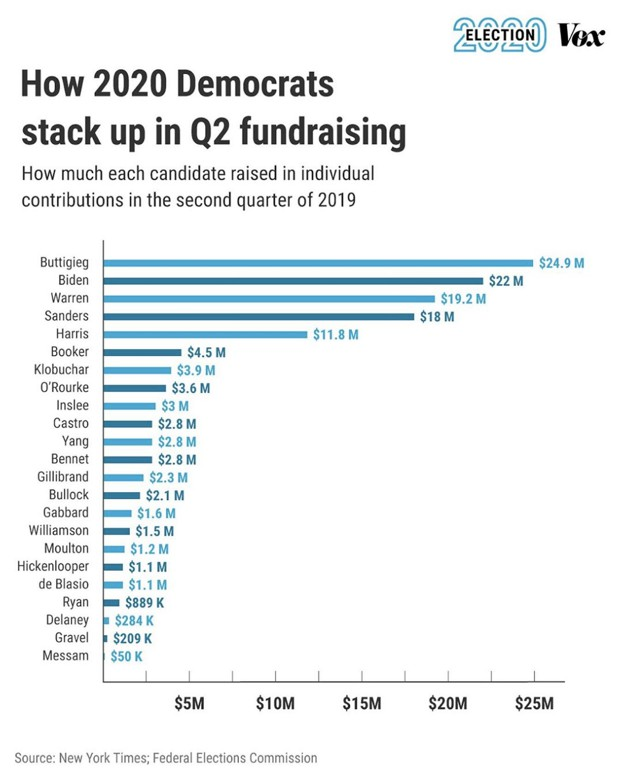 2020
ELECTION Vox
How 2020 Democrats
stack up in Q2 fundraising
How much each candidate raised in individual
contributions in the second quarter of 2019
Buttigieg $24.9 M
Biden $22 M
Warren $19.2 M
Sanders $18 M
Harris $11.8 M
Booker $4.5 M
Klobuchar $3.9 M
O'Rourke $3.6 M
Inslee $3 M
Castro $2.8 M
Yang $2.8 M
Bennet $2.8 M
Gillibrand $2.3 M
Bullock $2.1 M
Gabbard $1.6 M
Williamson $1.5 M
Moulton $1.2 M
Hickenlooper $1.1 M
de Blasio $1.1 M
Ryan $889 K
Delaney $284 K
Gravel $209 K
Messam $50 K
$5M $10M $15M $20M $25M
Source: New York Times; Federal Elections Commission